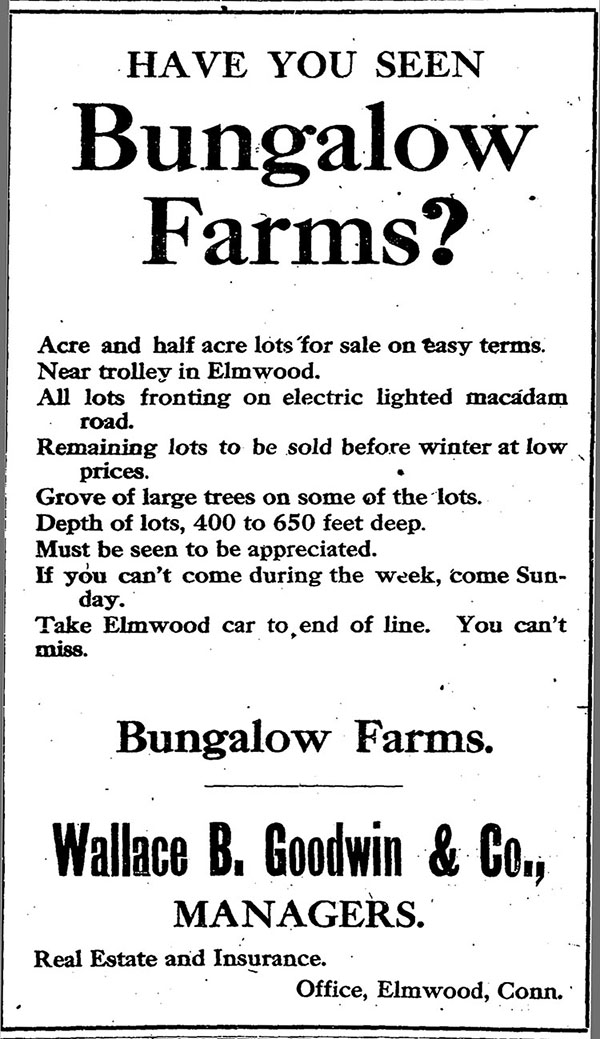 HAVE YOU SEEN
Bungalow
Farms?
Acre and half acre lots for sale on easy terms.
Near trolley in Elmwood.
All lots fronting on electric lighted macadam
road.
Remaining lots to be sold before winter at low
prices.
Grove of large trees on some of the lots.
Depth of lots, 400 to 650 feet deep.
Must be seen to be appreciated.
If you can't come during the week, come Sun-
day.
Take Elmwood car to end of line. You can't
miss.
Bungalow Farms.
Wallace B. Goodwin & Co.,
MANAGERS.
Real Estate and Insurance.
Office, Elmwood, Conn.